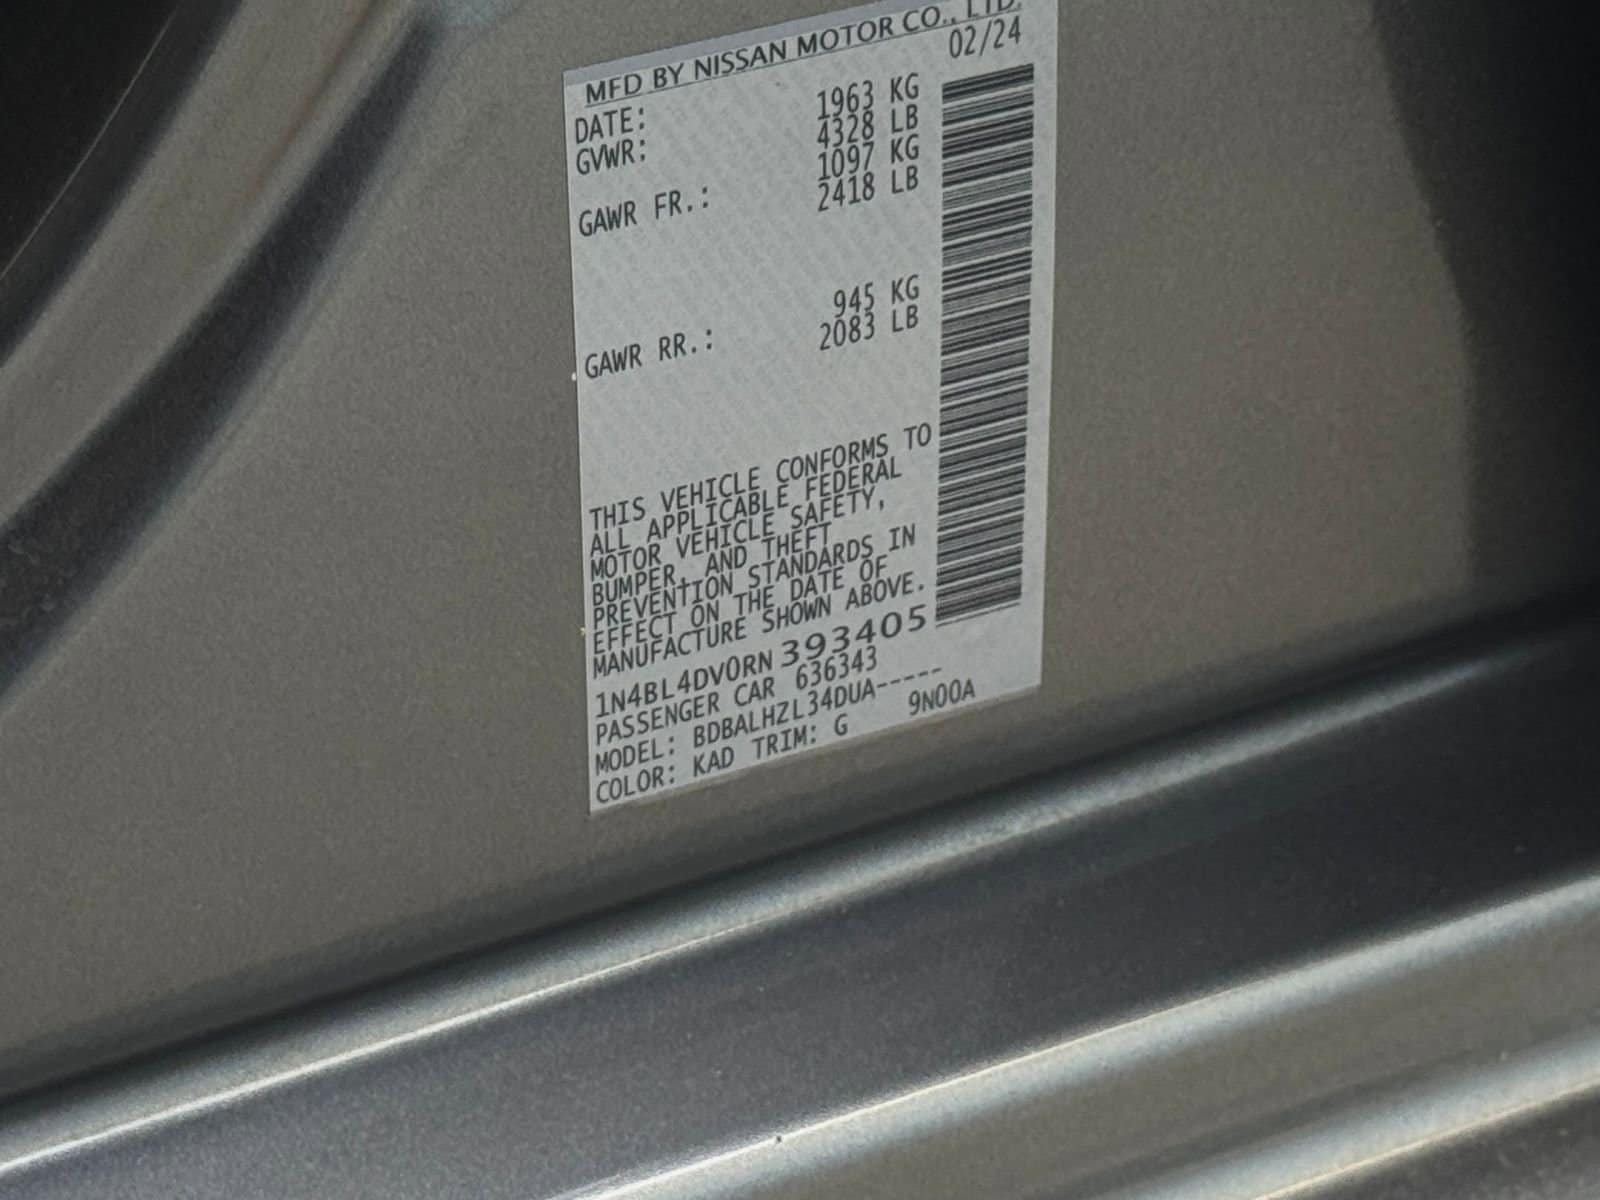 MFD BY NISSAN MOTOR CO., LTD.
DATE: 02/24
GVWR: 1963 KG
4328 LB
GAWR FR.: 1097 KG
2418 LB
GAWR RR.: 945 KG
2083 LB
THIS VEHICLE CONFORMS TO
ALL APPLICABLE FEDERAL
MOTOR VEHICLE SAFETY,
BUMPER, AND THEFT
PREVENTION STANDARDS IN
EFFECT ON THE DATE OF
MANUFACTURE SHOWN ABOVE.
1N4BL4DV0RN393405
PASSENGER CAR 636343
MODEL: BDBALHZL34DUA-----
COLOR: KAD TRIM: G 9N00A